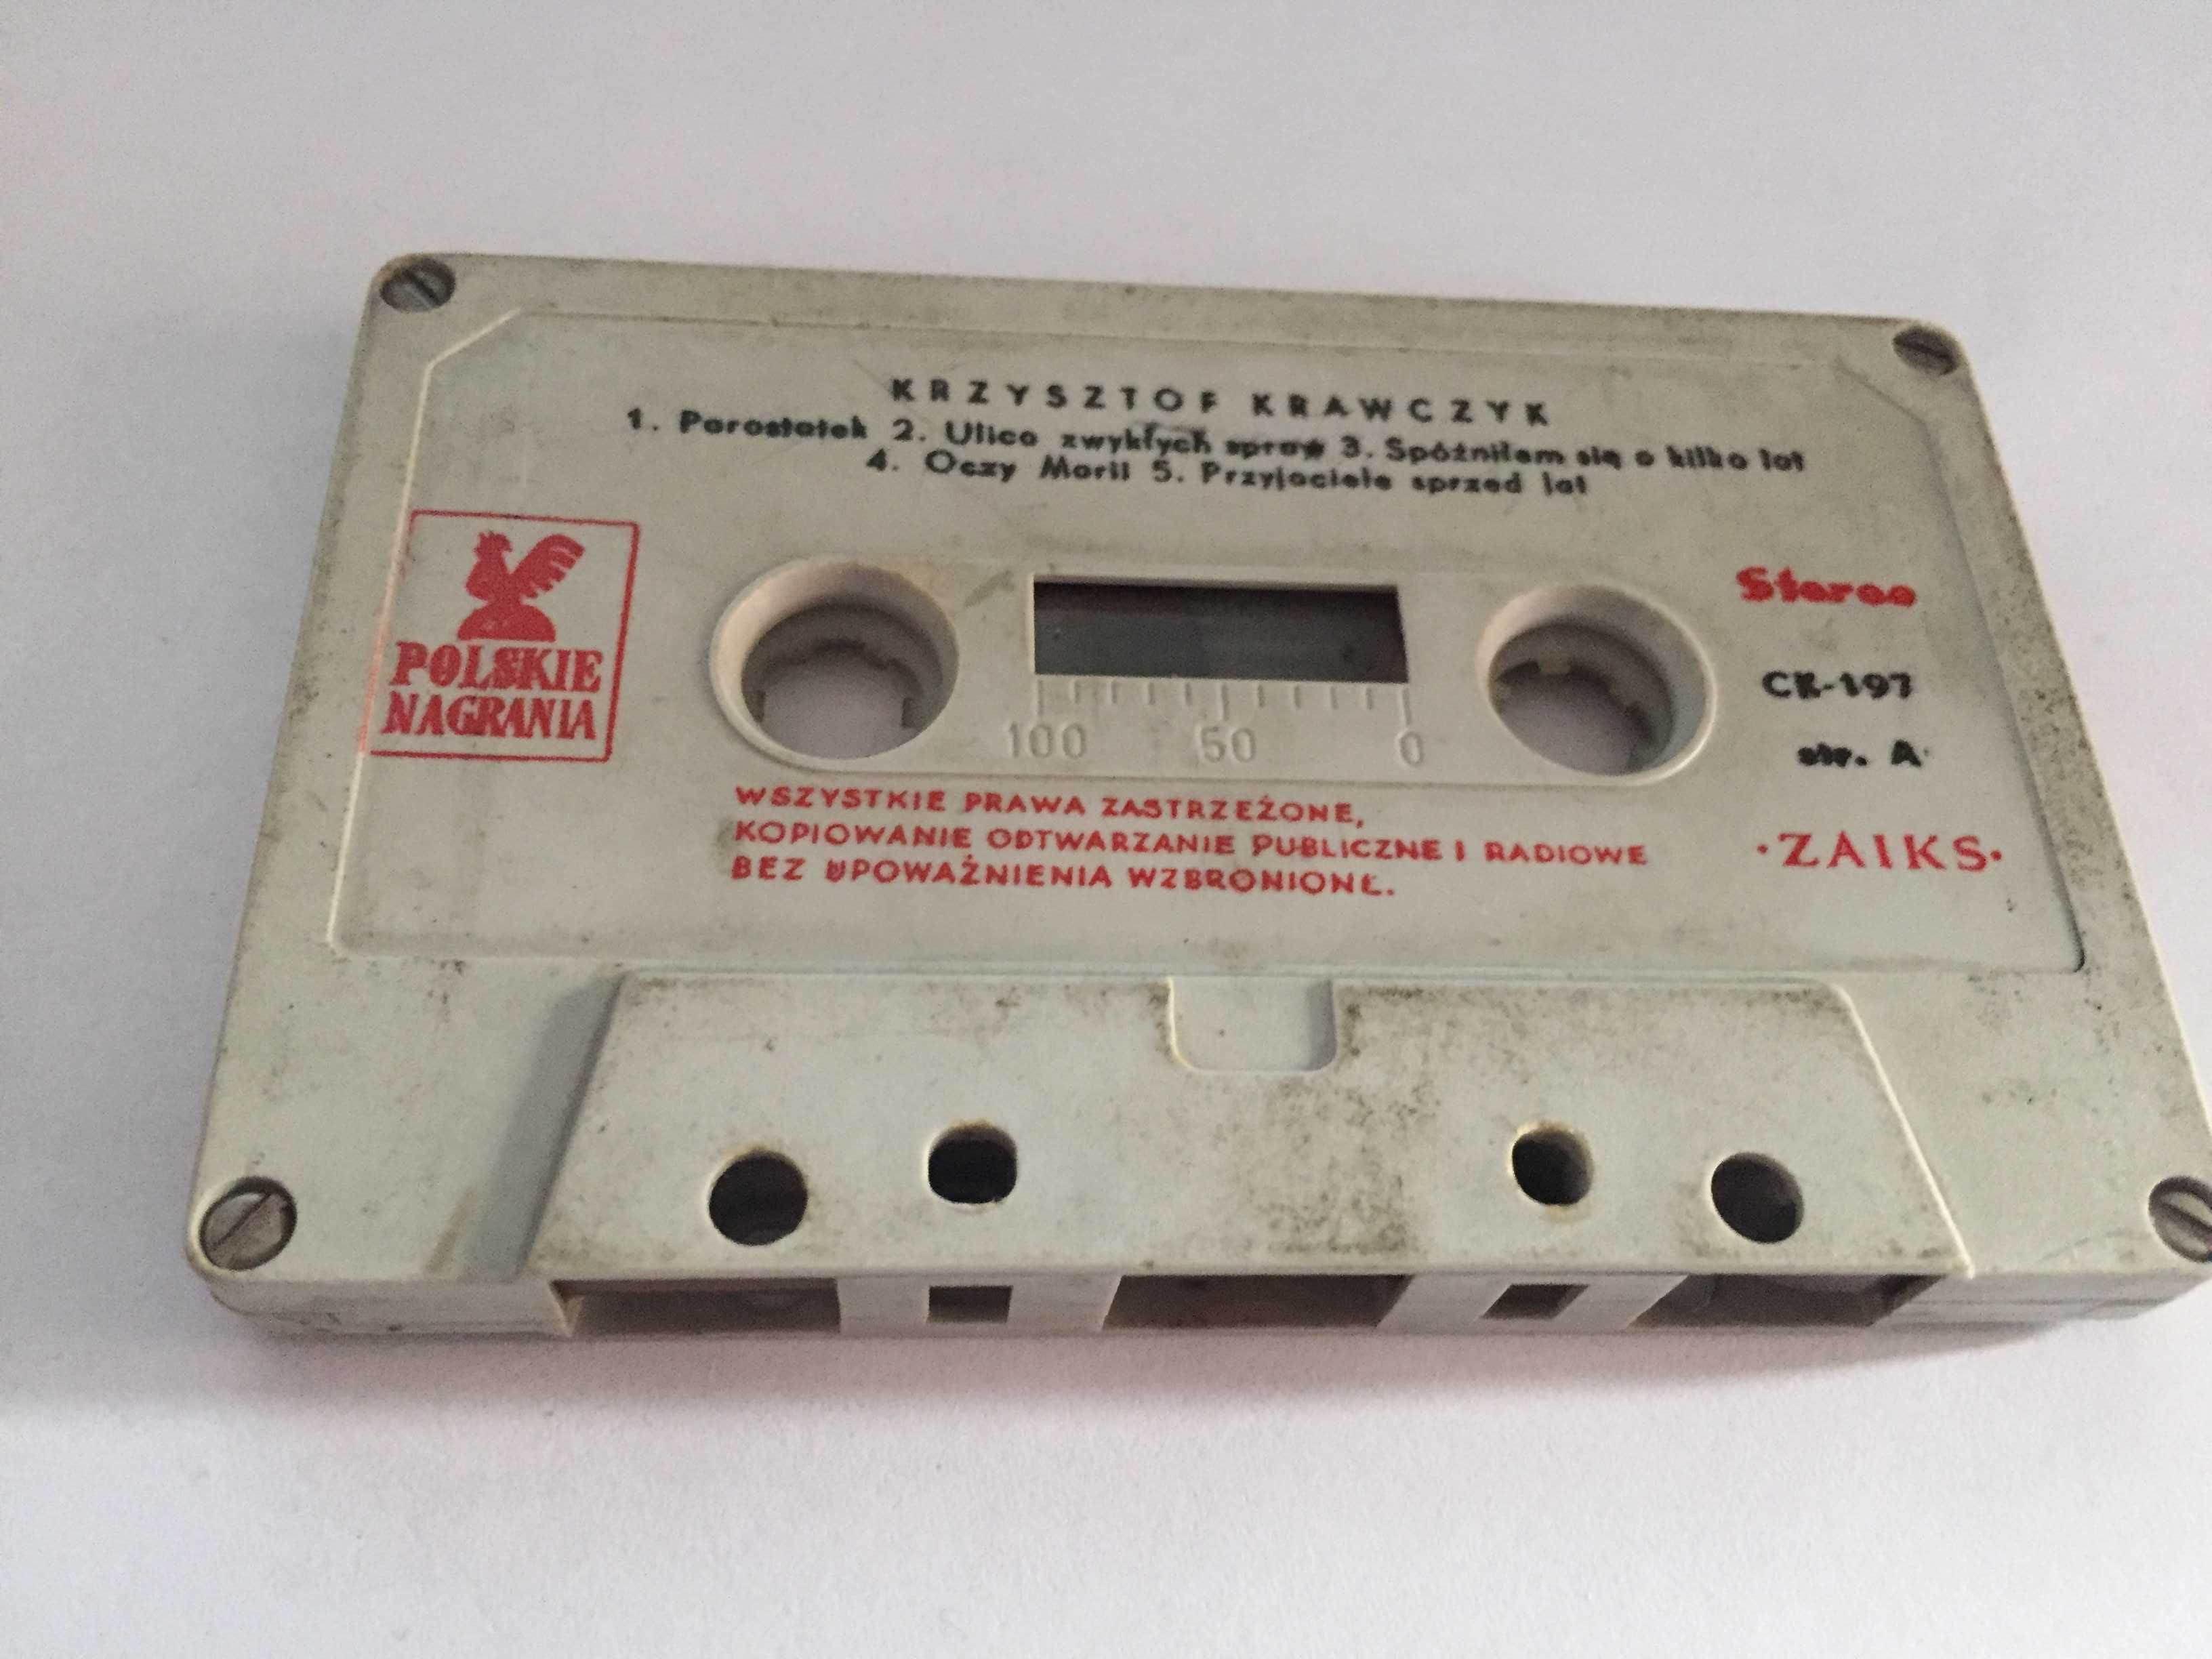 KRZYSZTOF KRAWCZYK
1. Parostatek 2. Ulica zwykłych spraw 3. Spóźniłem się o kilka lat
4. Oczy Marii 5. Przyjaciele sprzed lat
POLSKIE
NAGRANIA
Stereo
CK-197
str. A
100 50 0
WSZYSTKIE PRAWA ZASTRZEŻONE,
KOPIOWANIE ODTWARZANIE PUBLICZNE I RADIOWE
BEZ UPOWAŻNIENIA WZBRONIONE.
·ZAIKS·